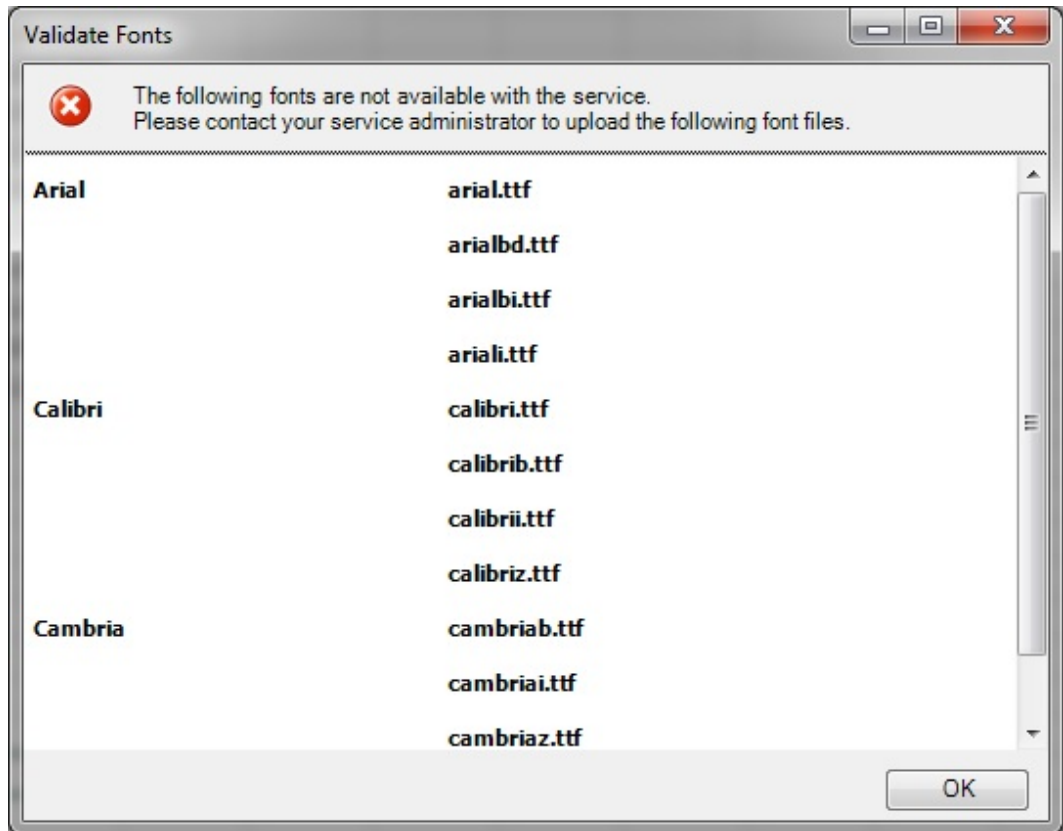 Validate Fonts
The following fonts are not available with the service.
Please contact your service administrator to upload the following font files.
Arial arial.ttf
arialbd.ttf
arialbi.ttf
ariali.ttf
Calibri calibri.ttf
calibrib.ttf
calibrii.ttf
calibriz.ttf
Cambria cambriab.ttf
cambriai.ttf
cambriaz.ttf
OK